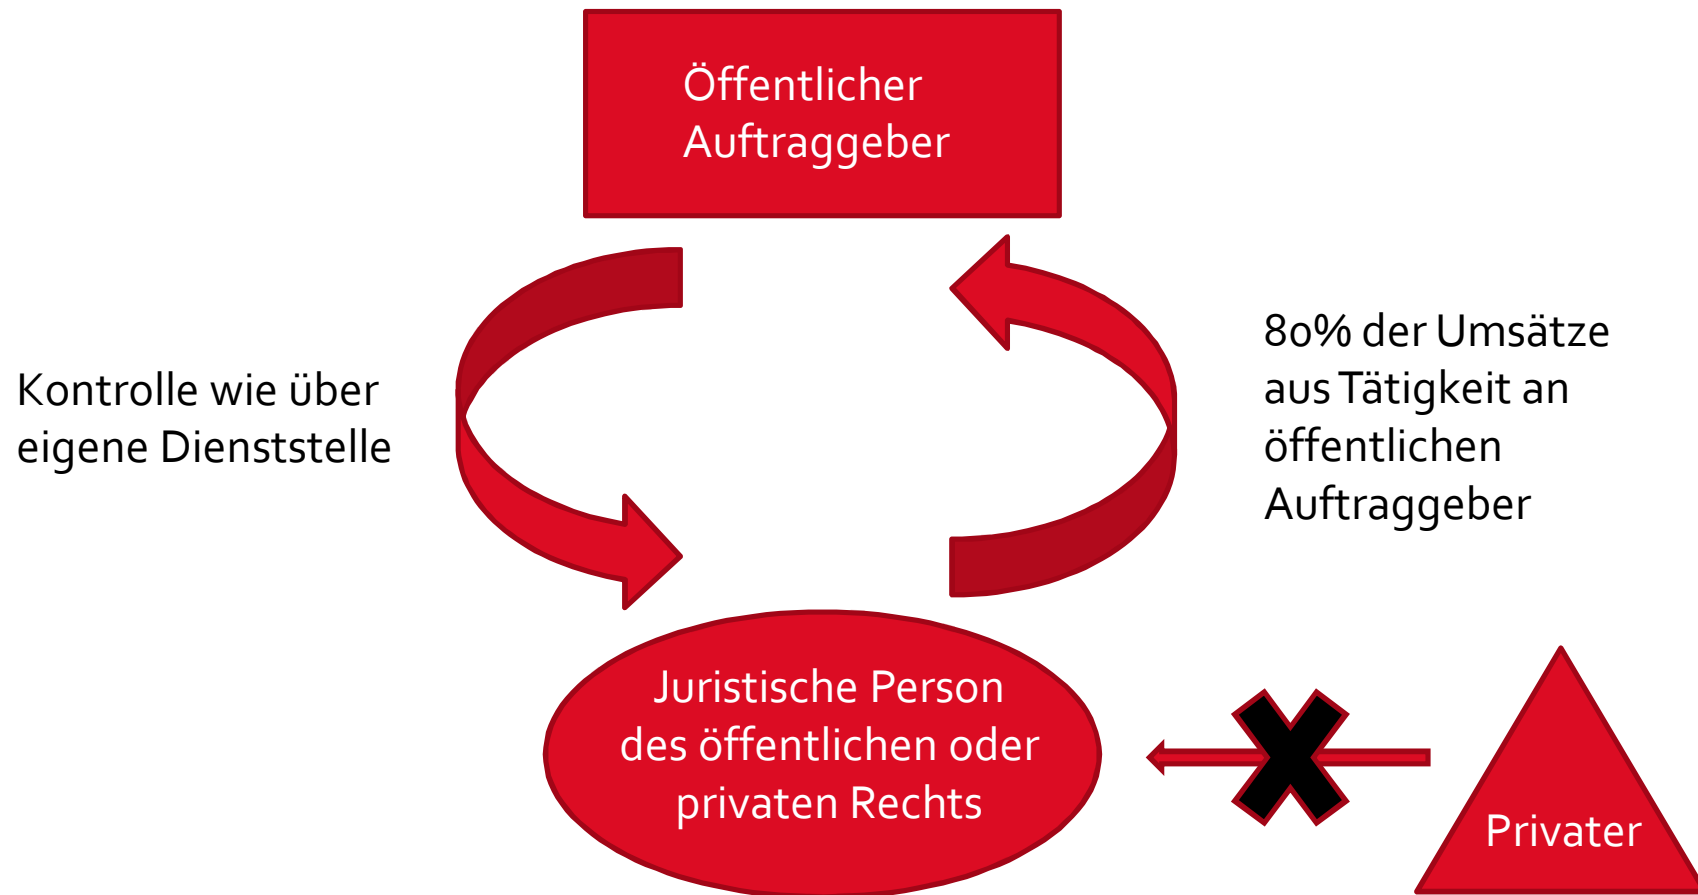 Öffentlicher
Auftraggeber
Kontrolle wie über
eigene Dienststelle
80% der Umsätze
aus Tätigkeit an
öffentlichen
Auftraggeber
Juristische Person
des öffentlichen oder
privaten Rechts
Privater